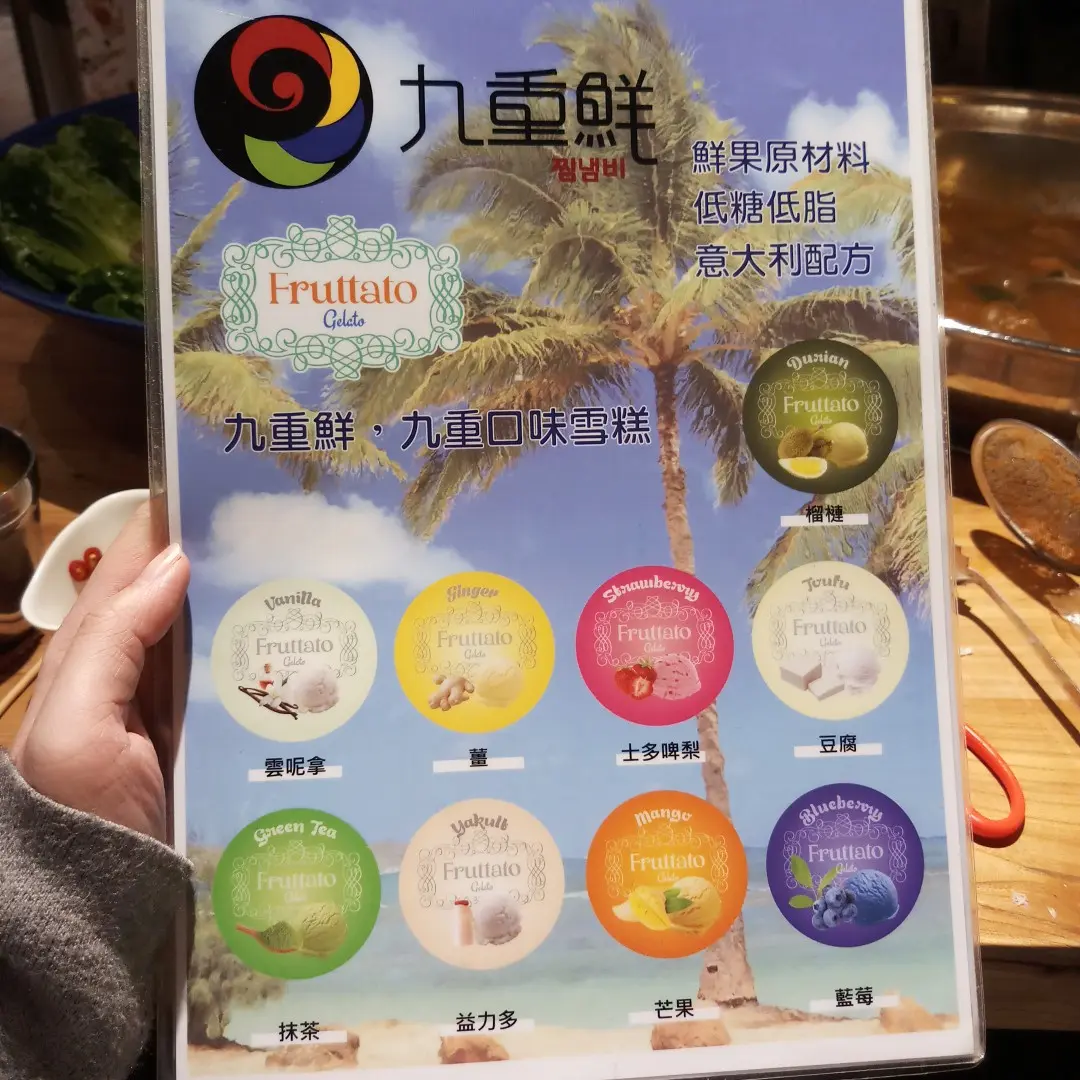 九重鮮
찜냄비
鮮果原材料
低糖低脂
意大利配方
Fruttato
Gelato
九重鮮，九重口味雪糕
Durian
Fruttato
Gelato
榴槤
Vanilla
Fruttato
Gelato
雲呢拿
Ginger
Fruttato
Gelato
薑
Strawberry
Fruttato
Gelato
士多啤梨
Toufu
Fruttato
Gelato
豆腐
Green Tea
Fruttato
Gelato
抹茶
Yakult
Fruttato
Gelato
益力多
Mango
Fruttato
Gelato
芒果
Blueberry
Fruttato
Gelato
藍莓